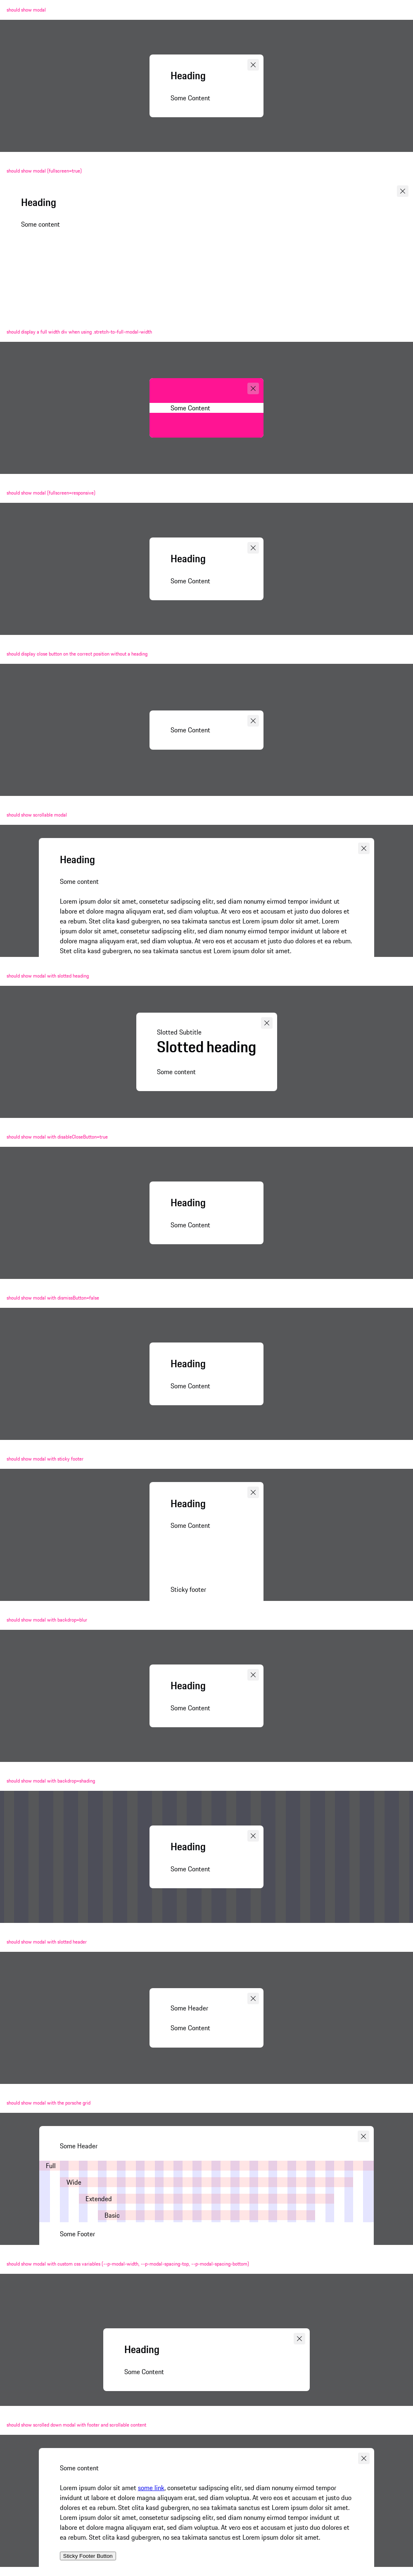 should show modal
Heading
Some Content
should show modal [fullscreen=true]
Heading
Some content
should display a full width div when using .stretch-to-full-modal-width
Some Content
should show modal [fullscreen=responsive]
Heading
Some Content
should display close button on the correct position without a heading
Some Content
should show scrollable modal
Heading
Some content
Lorem ipsum dolor sit amet, consetetur sadipscing elitr, sed diam nonumy eirmod tempor invidunt ut
labore et dolore magna aliquyam erat, sed diam voluptua. At vero eos et accusam et justo duo dolores et
ea rebum. Stet clita kasd gubergren, no sea takimata sanctus est Lorem ipsum dolor sit amet. Lorem
ipsum dolor sit amet, consetetur sadipscing elitr, sed diam nonumy eirmod tempor invidunt ut labore et
dolore magna aliquyam erat, sed diam voluptua. At vero eos et accusam et justo duo dolores et ea rebum.
Stet clita kasd gubergren, no sea takimata sanctus est Lorem ipsum dolor sit amet.
should show modal with slotted heading
Slotted Subtitle
Slotted heading
Some content
should show modal with disableCloseButton=true
Heading
Some Content
should show modal with dismissButton=false
Heading
Some Content
should show modal with sticky footer
Heading
Some Content
Sticky footer
should show modal with backdrop=blur
Heading
Some Content
should show modal with backdrop=shading
Heading
Some Content
should show modal with slotted header
Some Header
Some Content
should show modal with the porsche grid
Some Header
Full
Wide
Extended
Basic
Some Footer
should show modal with custom css variables (--p-modal-width, --p-modal-spacing-top, --p-modal-spacing-bottom)
Heading
Some Content
should show scrolled down modal with footer and scrollable content
Some content
Lorem ipsum dolor sit amet some link, consetetur sadipscing elitr, sed diam nonumy eirmod tempor
invidunt ut labore et dolore magna aliquyam erat, sed diam voluptua. At vero eos et accusam et justo duo
dolores et ea rebum. Stet clita kasd gubergren, no sea takimata sanctus est Lorem ipsum dolor sit amet.
Lorem ipsum dolor sit amet, consetetur sadipscing elitr, sed diam nonumy eirmod tempor invidunt ut
labore et dolore magna aliquyam erat, sed diam voluptua. At vero eos et accusam et justo duo dolores et
ea rebum. Stet clita kasd gubergren, no sea takimata sanctus est Lorem ipsum dolor sit amet.
Sticky Footer Button